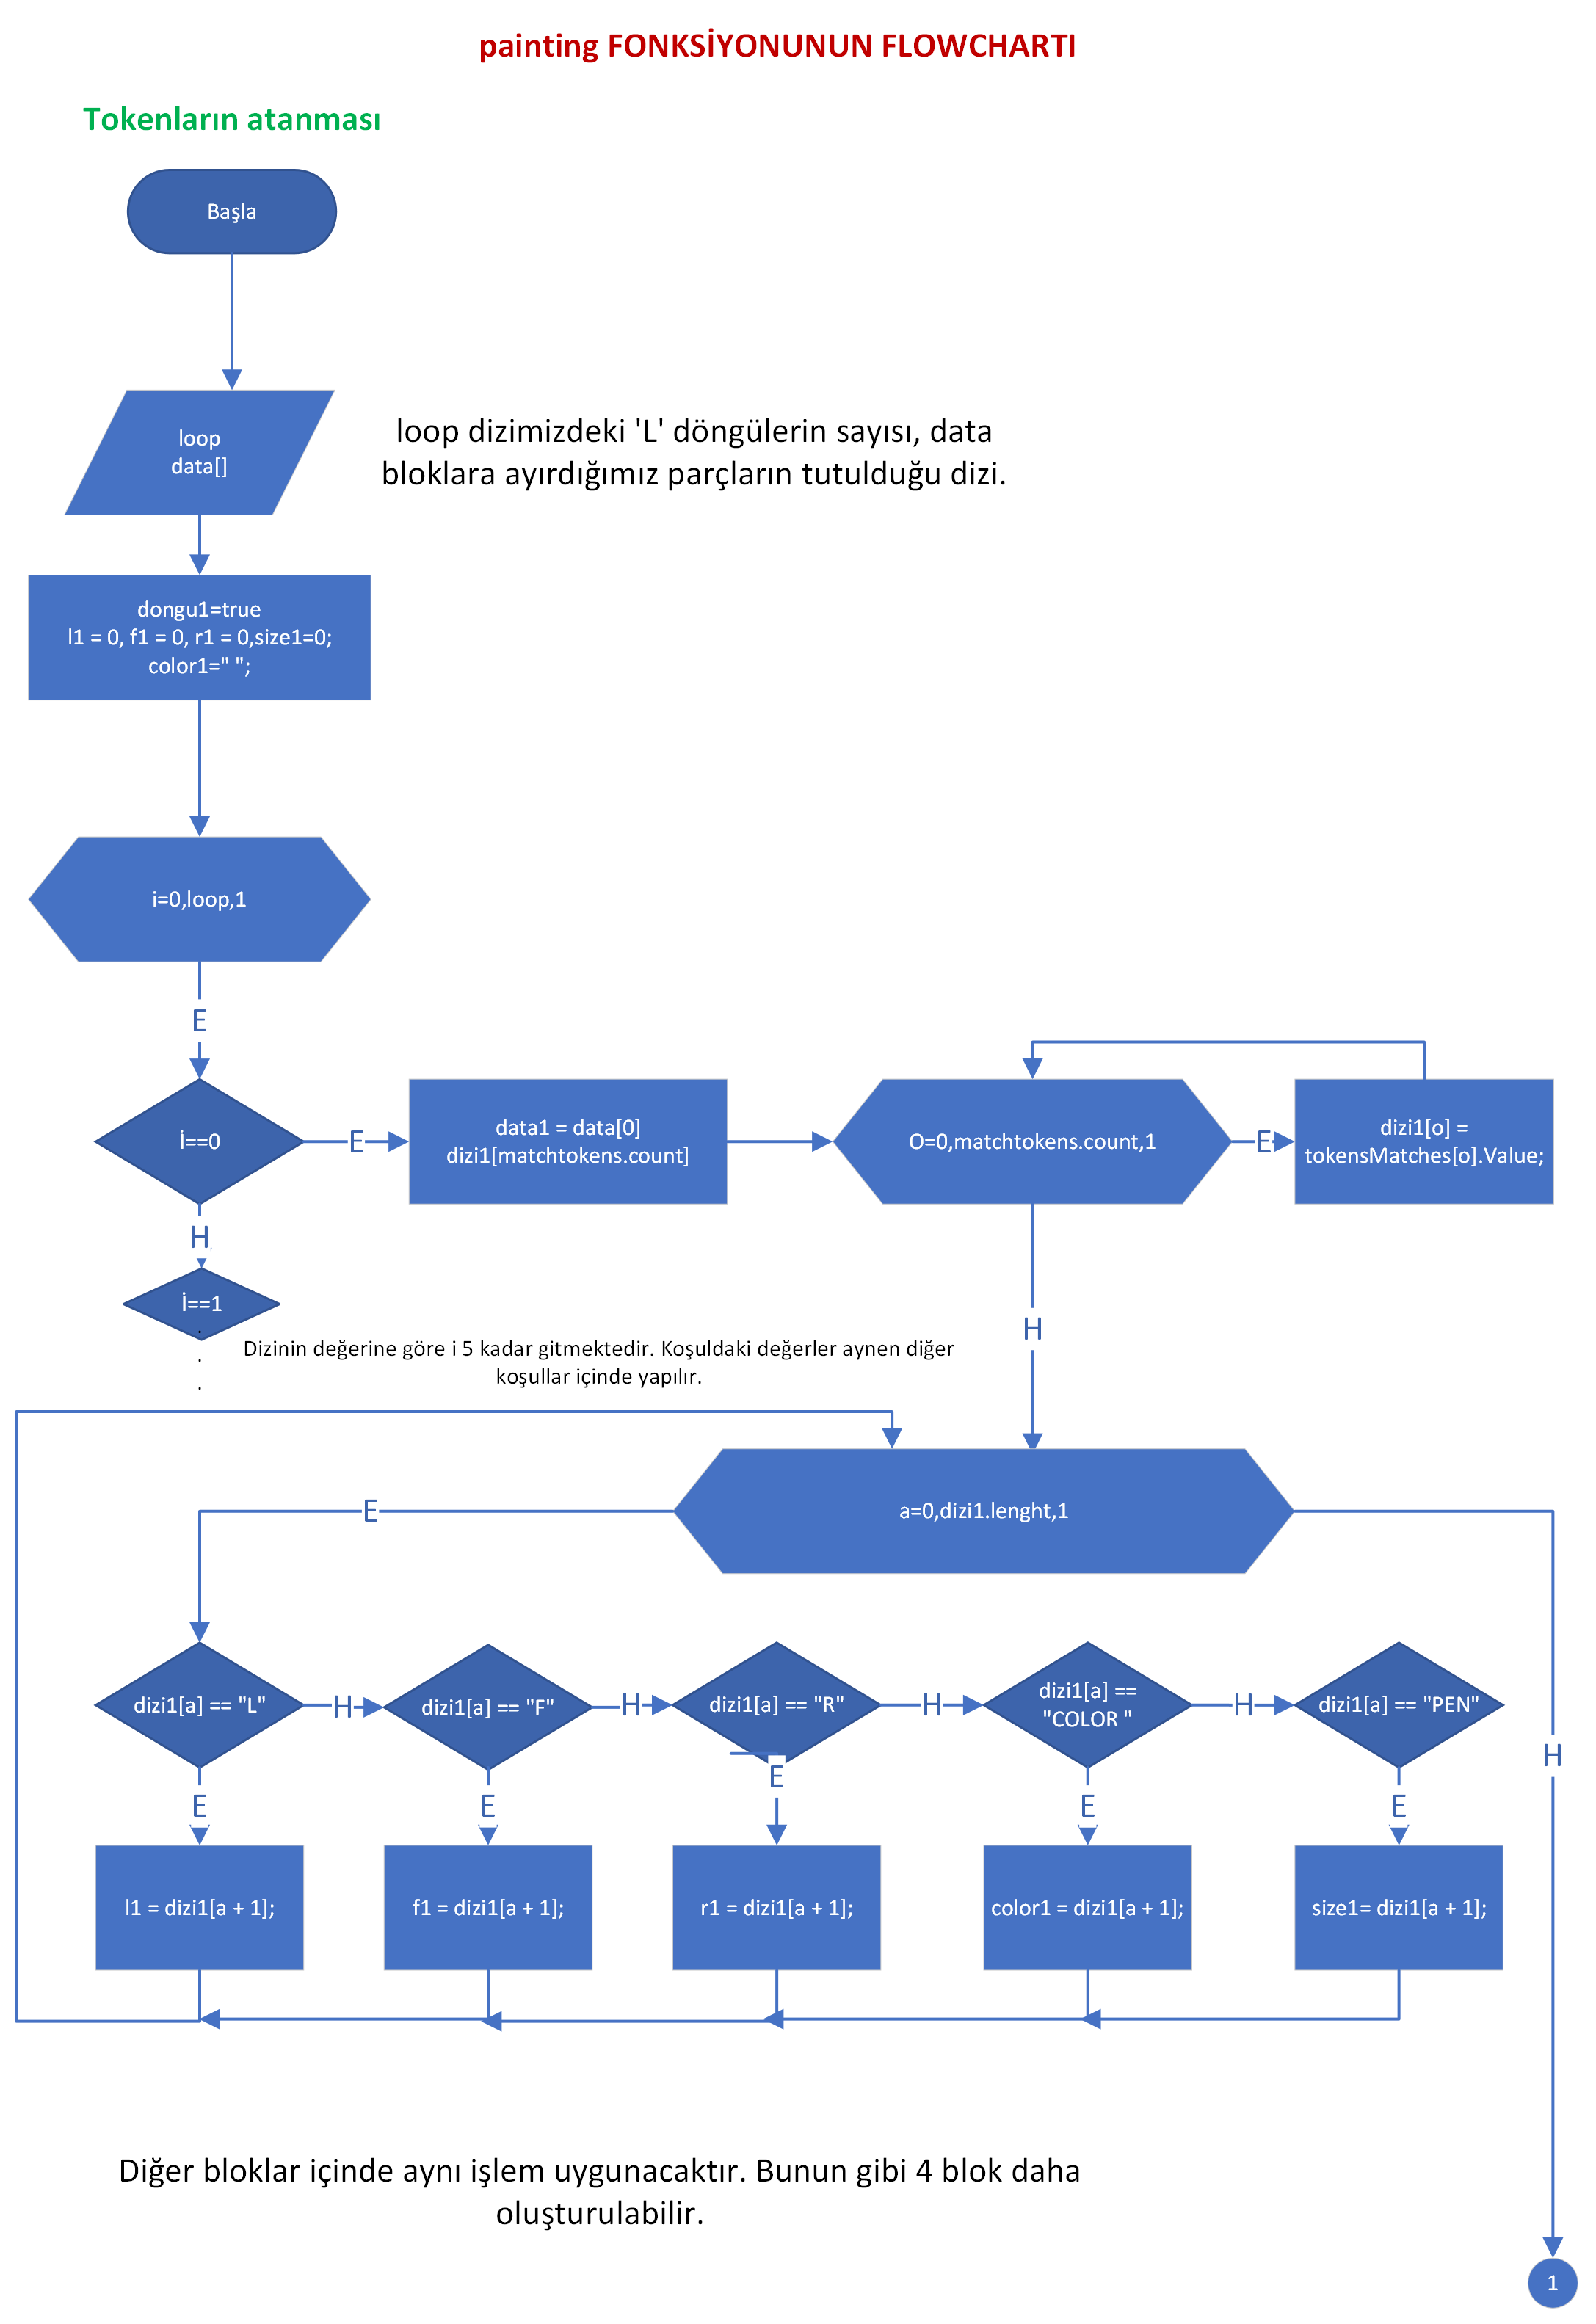 painting FONKSİYONUNUN FLOWCHARTI
Tokenların atanması
Başla
loop
data[]
loop dizimizdeki 'L' döngülerin sayısı, data
bloklara ayırdığımız parçların tutulduğu dizi.
dongu1=true
l1 = 0, f1 = 0, r1 = 0,size1=0;
color1=" ";
i=0,loop,1
E
İ==0
E
data1 = data[0]
dizi1[matchtokens.count]
O=0,matchtokens.count,1
E
dizi1[o] =
tokensMatches[o].Value;
H
İ==1
.
.
.
Dizinin değerine göre i 5 kadar gitmektedir. Koşuldaki değerler aynen diğer
koşullar içinde yapılır.
H
a=0,dizi1.lenght,1
E
H
dizi1[a] == "L"
H
dizi1[a] == "F"
H
dizi1[a] == "R"
H
dizi1[a] ==
"COLOR "
H
dizi1[a] == "PEN"
E
E
E
E
E
l1 = dizi1[a + 1];
f1 = dizi1[a + 1];
r1 = dizi1[a + 1];
color1 = dizi1[a + 1];
size1= dizi1[a + 1];
Diğer bloklar içinde aynı işlem uygunacaktır. Bunun gibi 4 blok daha
oluşturulabilir.
1